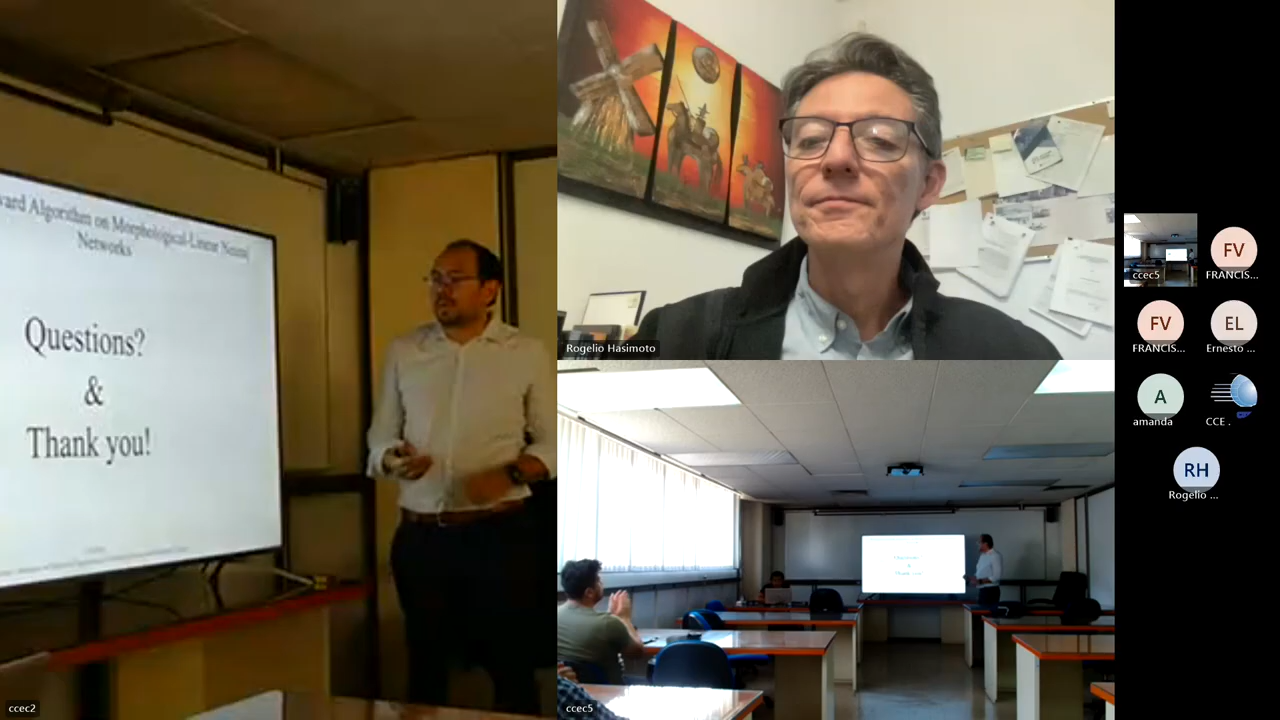 ward Algorithm on Morphological-Linear Neural
Networks
Questions?
&
Thank you!
ccec2
Rogelio Hasimoto
ccec5
ccec5
FV
FRANCIS...
FV
FRANCIS...
EL
Ernesto ...
A
amanda
CCE .
RH
Rogelio ...